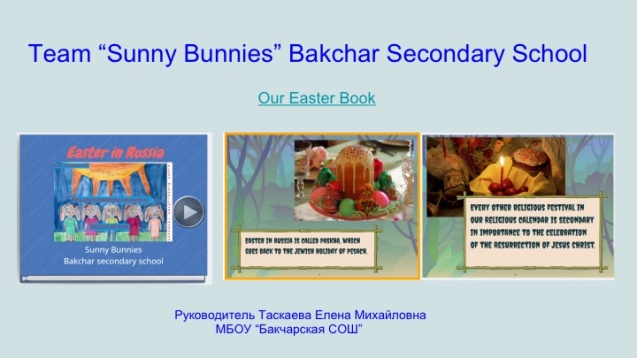 Team “Sunny Bunnies” Bakchar Secondary School
Our Easter Book
Easter in Russia
Sunny Bunnies
Bakchar secondary school
EASTER IN RUSSIA IS CALLED PASKHA, WHICH
GOES BACK TO THE JEWISH HOLIDAY OF PESACH.
EVERY OTHER RELIGIOUS FESTIVAL IN
OUR RELIGIOUS CALENDAR IS SECONDARY
IN IMPORTANCE TO THE CELEBRATION
OF THE RESURRECTION OF JESUS CHRIST.
Руководитель Таскаева Елена Михайловна
МБОУ “Бакчарская СОШ”